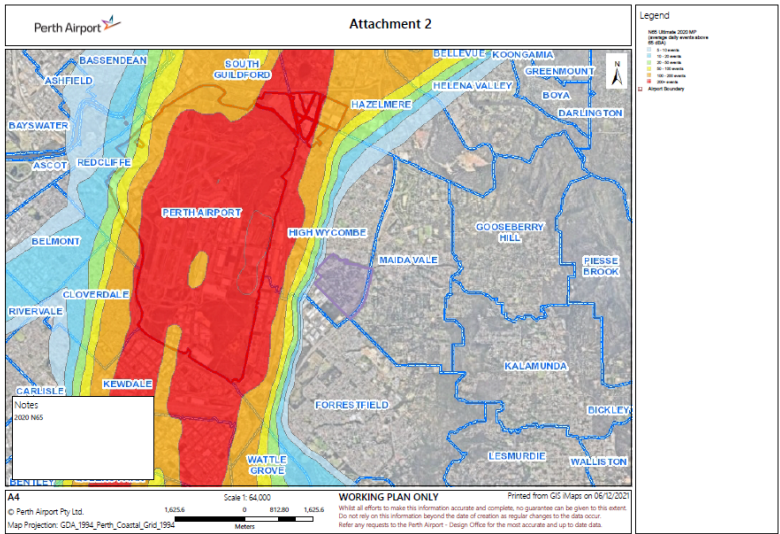 Perth Airport
Attachment 2
Legend
N65 Ultimate 2020 MP
(average daily events above
65 dBA)
5 - 10 events
10 - 20 events
20 - 50 events
50 - 100 events
100 - 200 events
200+ events
Airport Boundary
N
BASSENDEAN
SOUTH
GUILDFORD
BELLEVUE
KOONGAMIA
ASHFIELD
GREENMOUNT
HELENA VALLEY
BOYA
HAZELMERE
DARLINGTON
BAYSWATER
ASCOT
REDCLIFFE
PERTH AIRPORT
HIGH WYCOMBE
GOOSEBERRY
HILL
BELMONT
MAIDA VALE
PIESSE
BROOK
CLOVERDALE
RIVERVALE
KALAMUNDA
CARLISLE
KEWDALE
FORRESTFIELD
BICKLEY
Notes
2020 N65
WATTLE
GROVE
LESMURDIE
WALLISTON
BENTLEY
A4
Scale 1: 64,000
WORKING PLAN ONLY
Printed from GIS iMaps on 06/12/2021
© Perth Airport Pty Ltd.
1,625.6 0 812.80 1,625.6
Whilst all efforts to make this information accurate and complete, no guarantee can be given to this extent.
Do not rely on this information beyond the date of creation as regular changes to the data occur.
Map Projection: GDA_1994_Perth_Coastal_Grid_1994
Meters
Refer any requests to the Perth Airport - Design Office for the most accurate and up to date data.